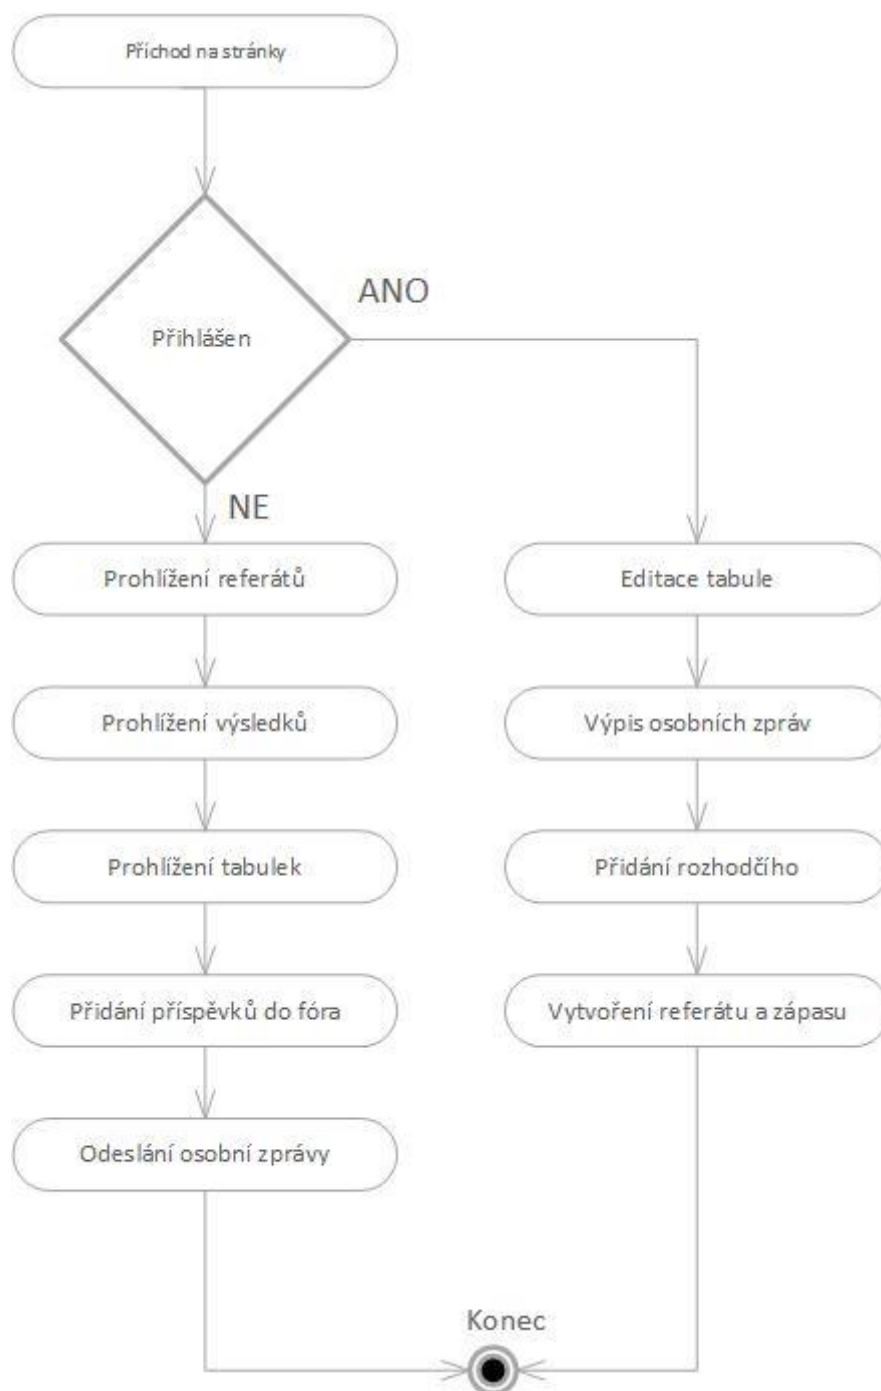 Příchod na stránky
ANO
Přihlášen
NE
Prohlížení referátů
Editace tabule
Prohlížení výsledků
Výpis osobních zpráv
Prohlížení tabulek
Přidání rozhodčího
Přidání příspěvků do fóra
Vytvoření referátu a zápasu
Odeslání osobní zprávy
Konec